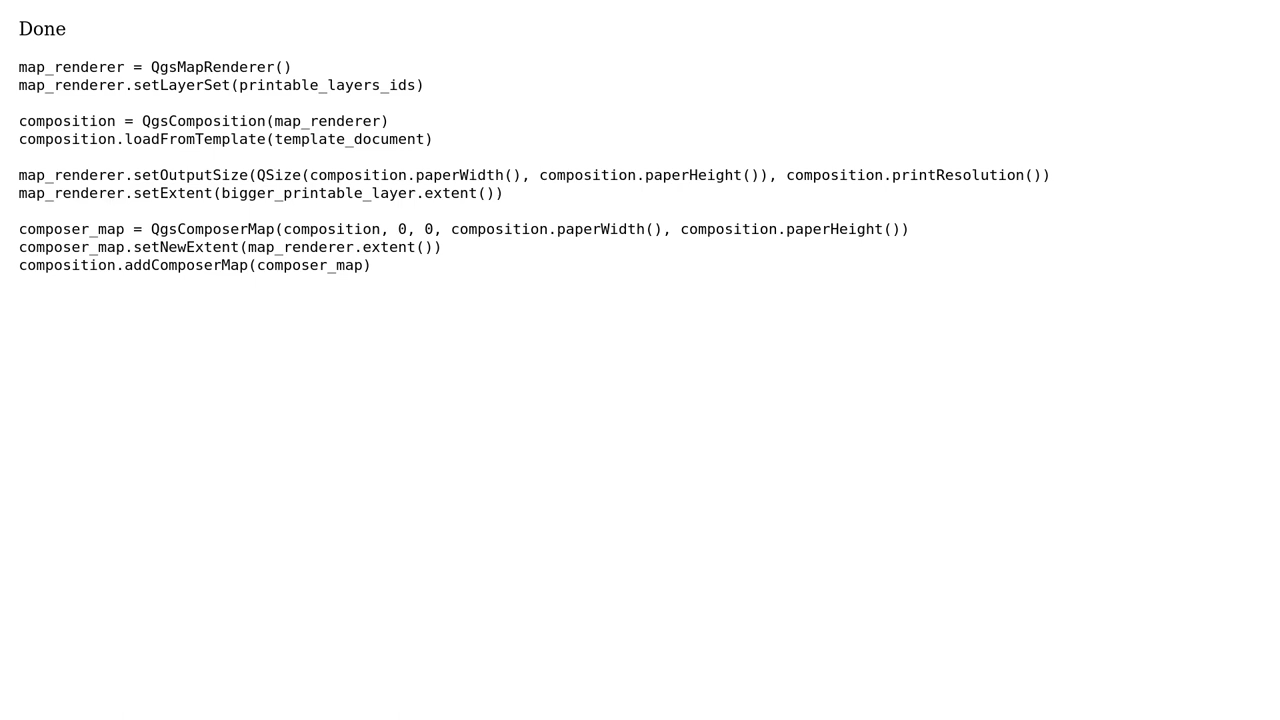 Done
map_renderer = QgsMapRenderer()
map_renderer.setLayerSet(printable_layers_ids)
composition = QgsComposition(map_renderer)
composition.loadFromTemplate(template_document)
map_renderer.setOutputSize(QSize(composition.paperWidth(), composition.paperHeight()), composition.printResolution())
map_renderer.setExtent(bigger_printable_layer.extent())
composer_map = QgsComposerMap(composition, 0, 0, composition.paperWidth(), composition.paperHeight())
composer_map.setNewExtent(map_renderer.extent())
composition.addComposerMap(composer_map)